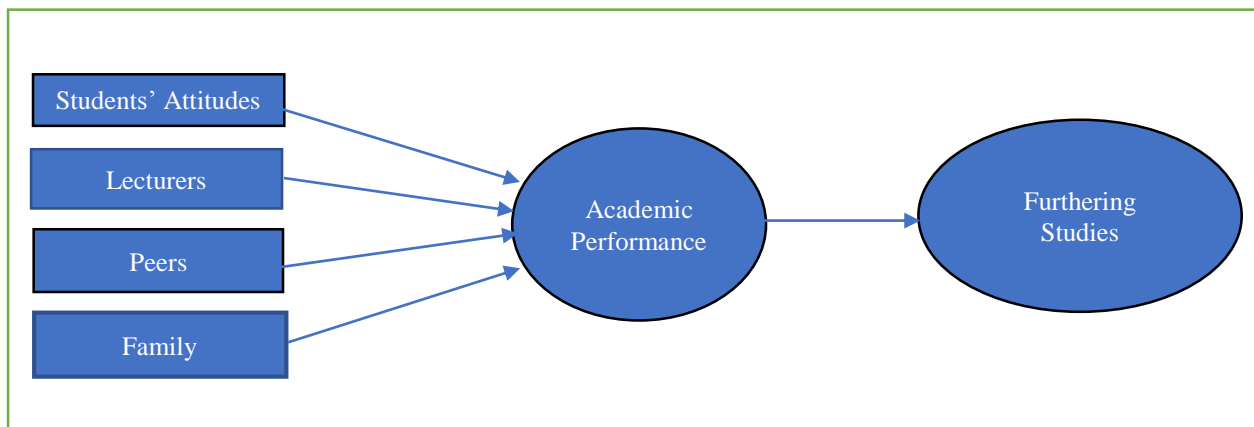 Students’ Attitudes
Lecturers
Peers
Family
Academic
Performance
Furthering
Studies